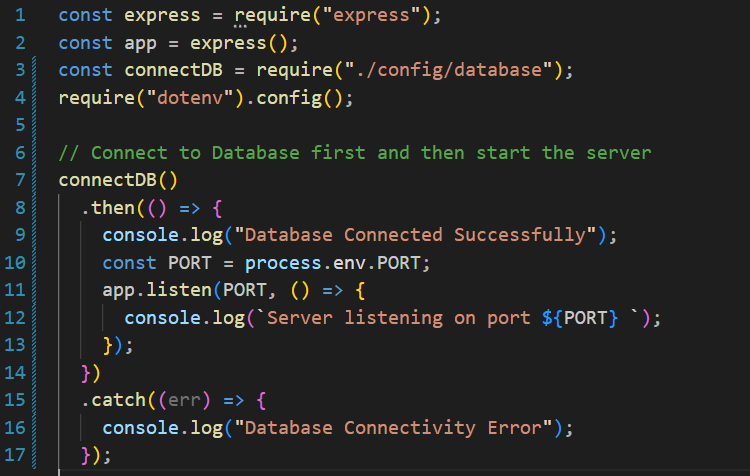 1 const express = require("express");
2 const app = express();
3 const connectDB = require("./config/database");
4 require("dotenv").config();
5
6 // Connect to Database first and then start the server
7 connectDB()
8   .then(() => {
9     console.log("Database Connected Successfully");
10     const PORT = process.env.PORT;
11     app.listen(PORT, () => {
12       console.log(`Server listening on port ${PORT} `);
13     });
14   })
15   .catch((err) => {
16     console.log("Database Connectivity Error");
17   });